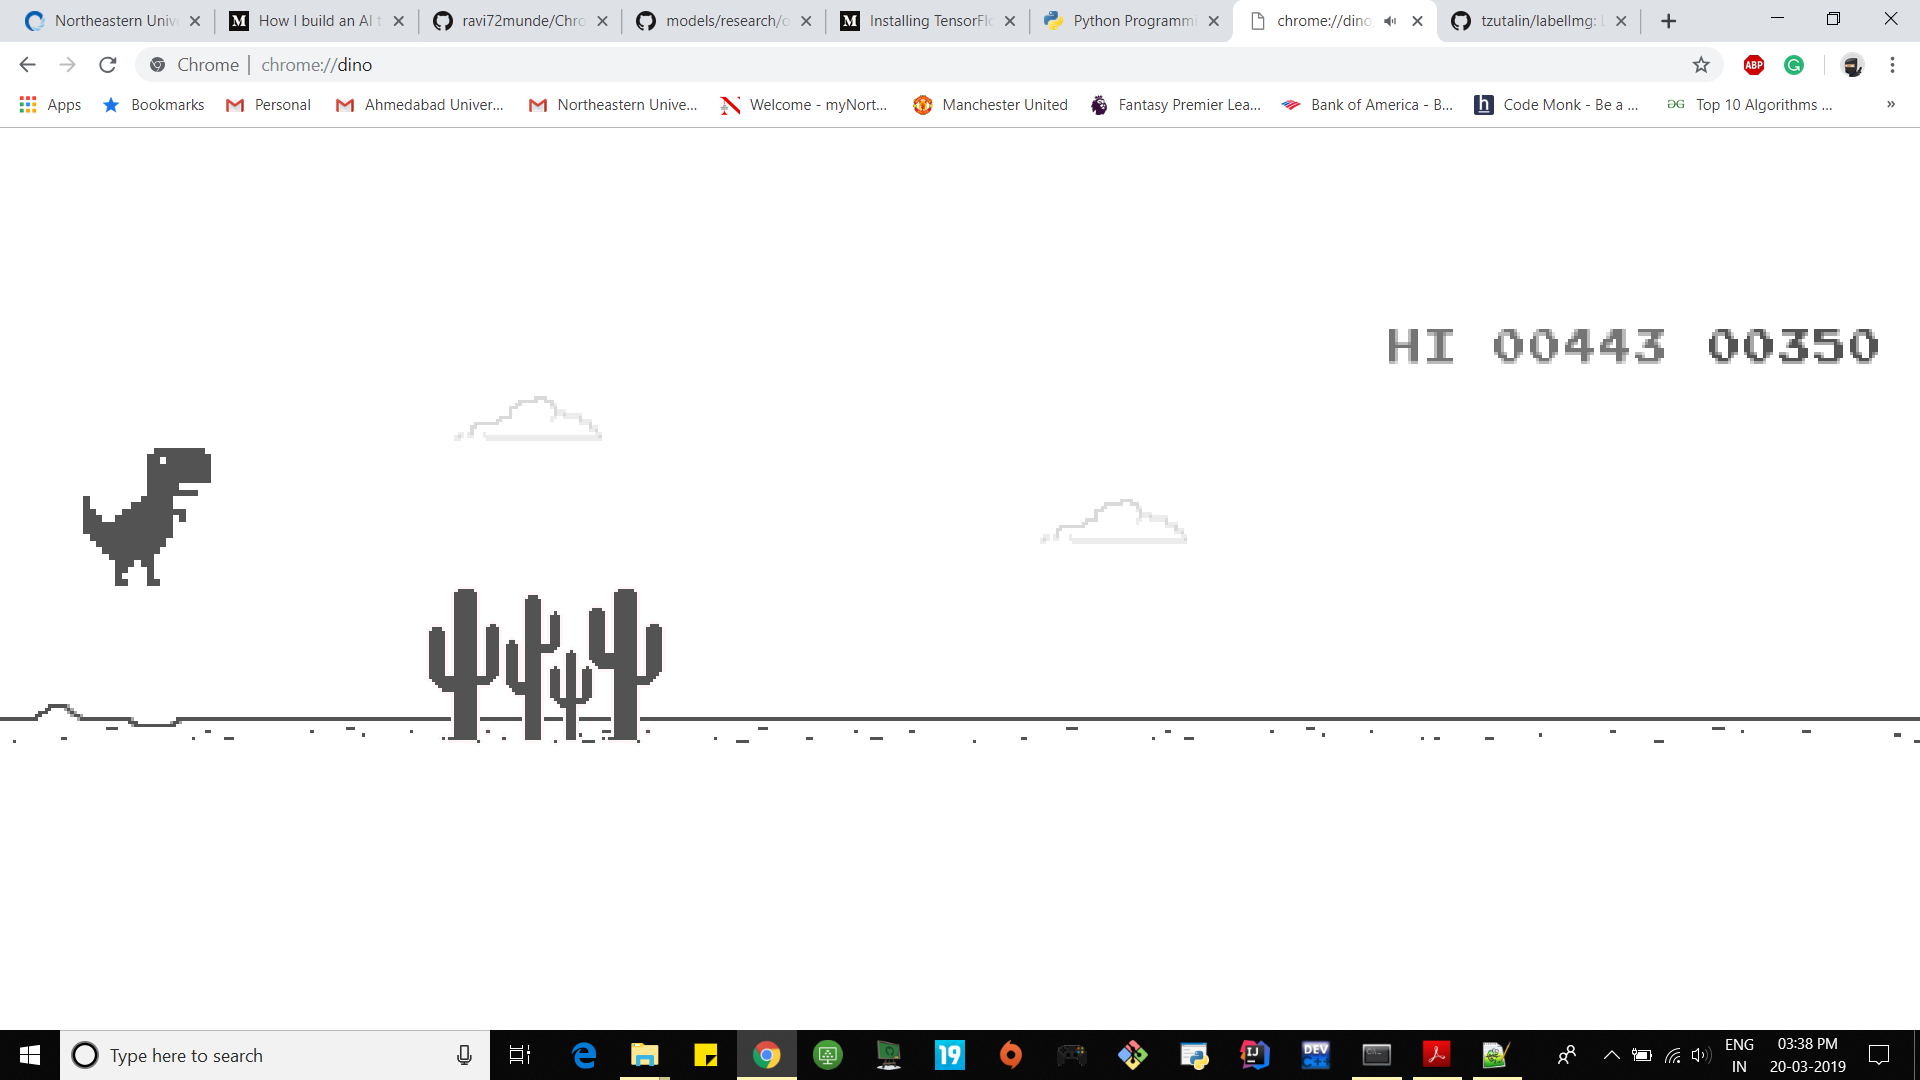 Northeastern Univ
How I build an AI t
ravi72munde/Chro
models/research/o
Installing TensorFlo
Python Programmi
chrome://dino
tzutalin/labelImg: L
Chrome | chrome://dino
ABP
G
Apps
Bookmarks
Personal
Ahmedabad Univer...
Northeastern Unive...
Welcome - myNort...
Manchester United
Fantasy Premier Lea...
Bank of America - B...
h
Code Monk - Be a ...
Top 10 Algorithms ...
»
HI 00443 00350
Type here to search
19
IJ
DEV
ENG
IN
03:38 PM
20-03-2019